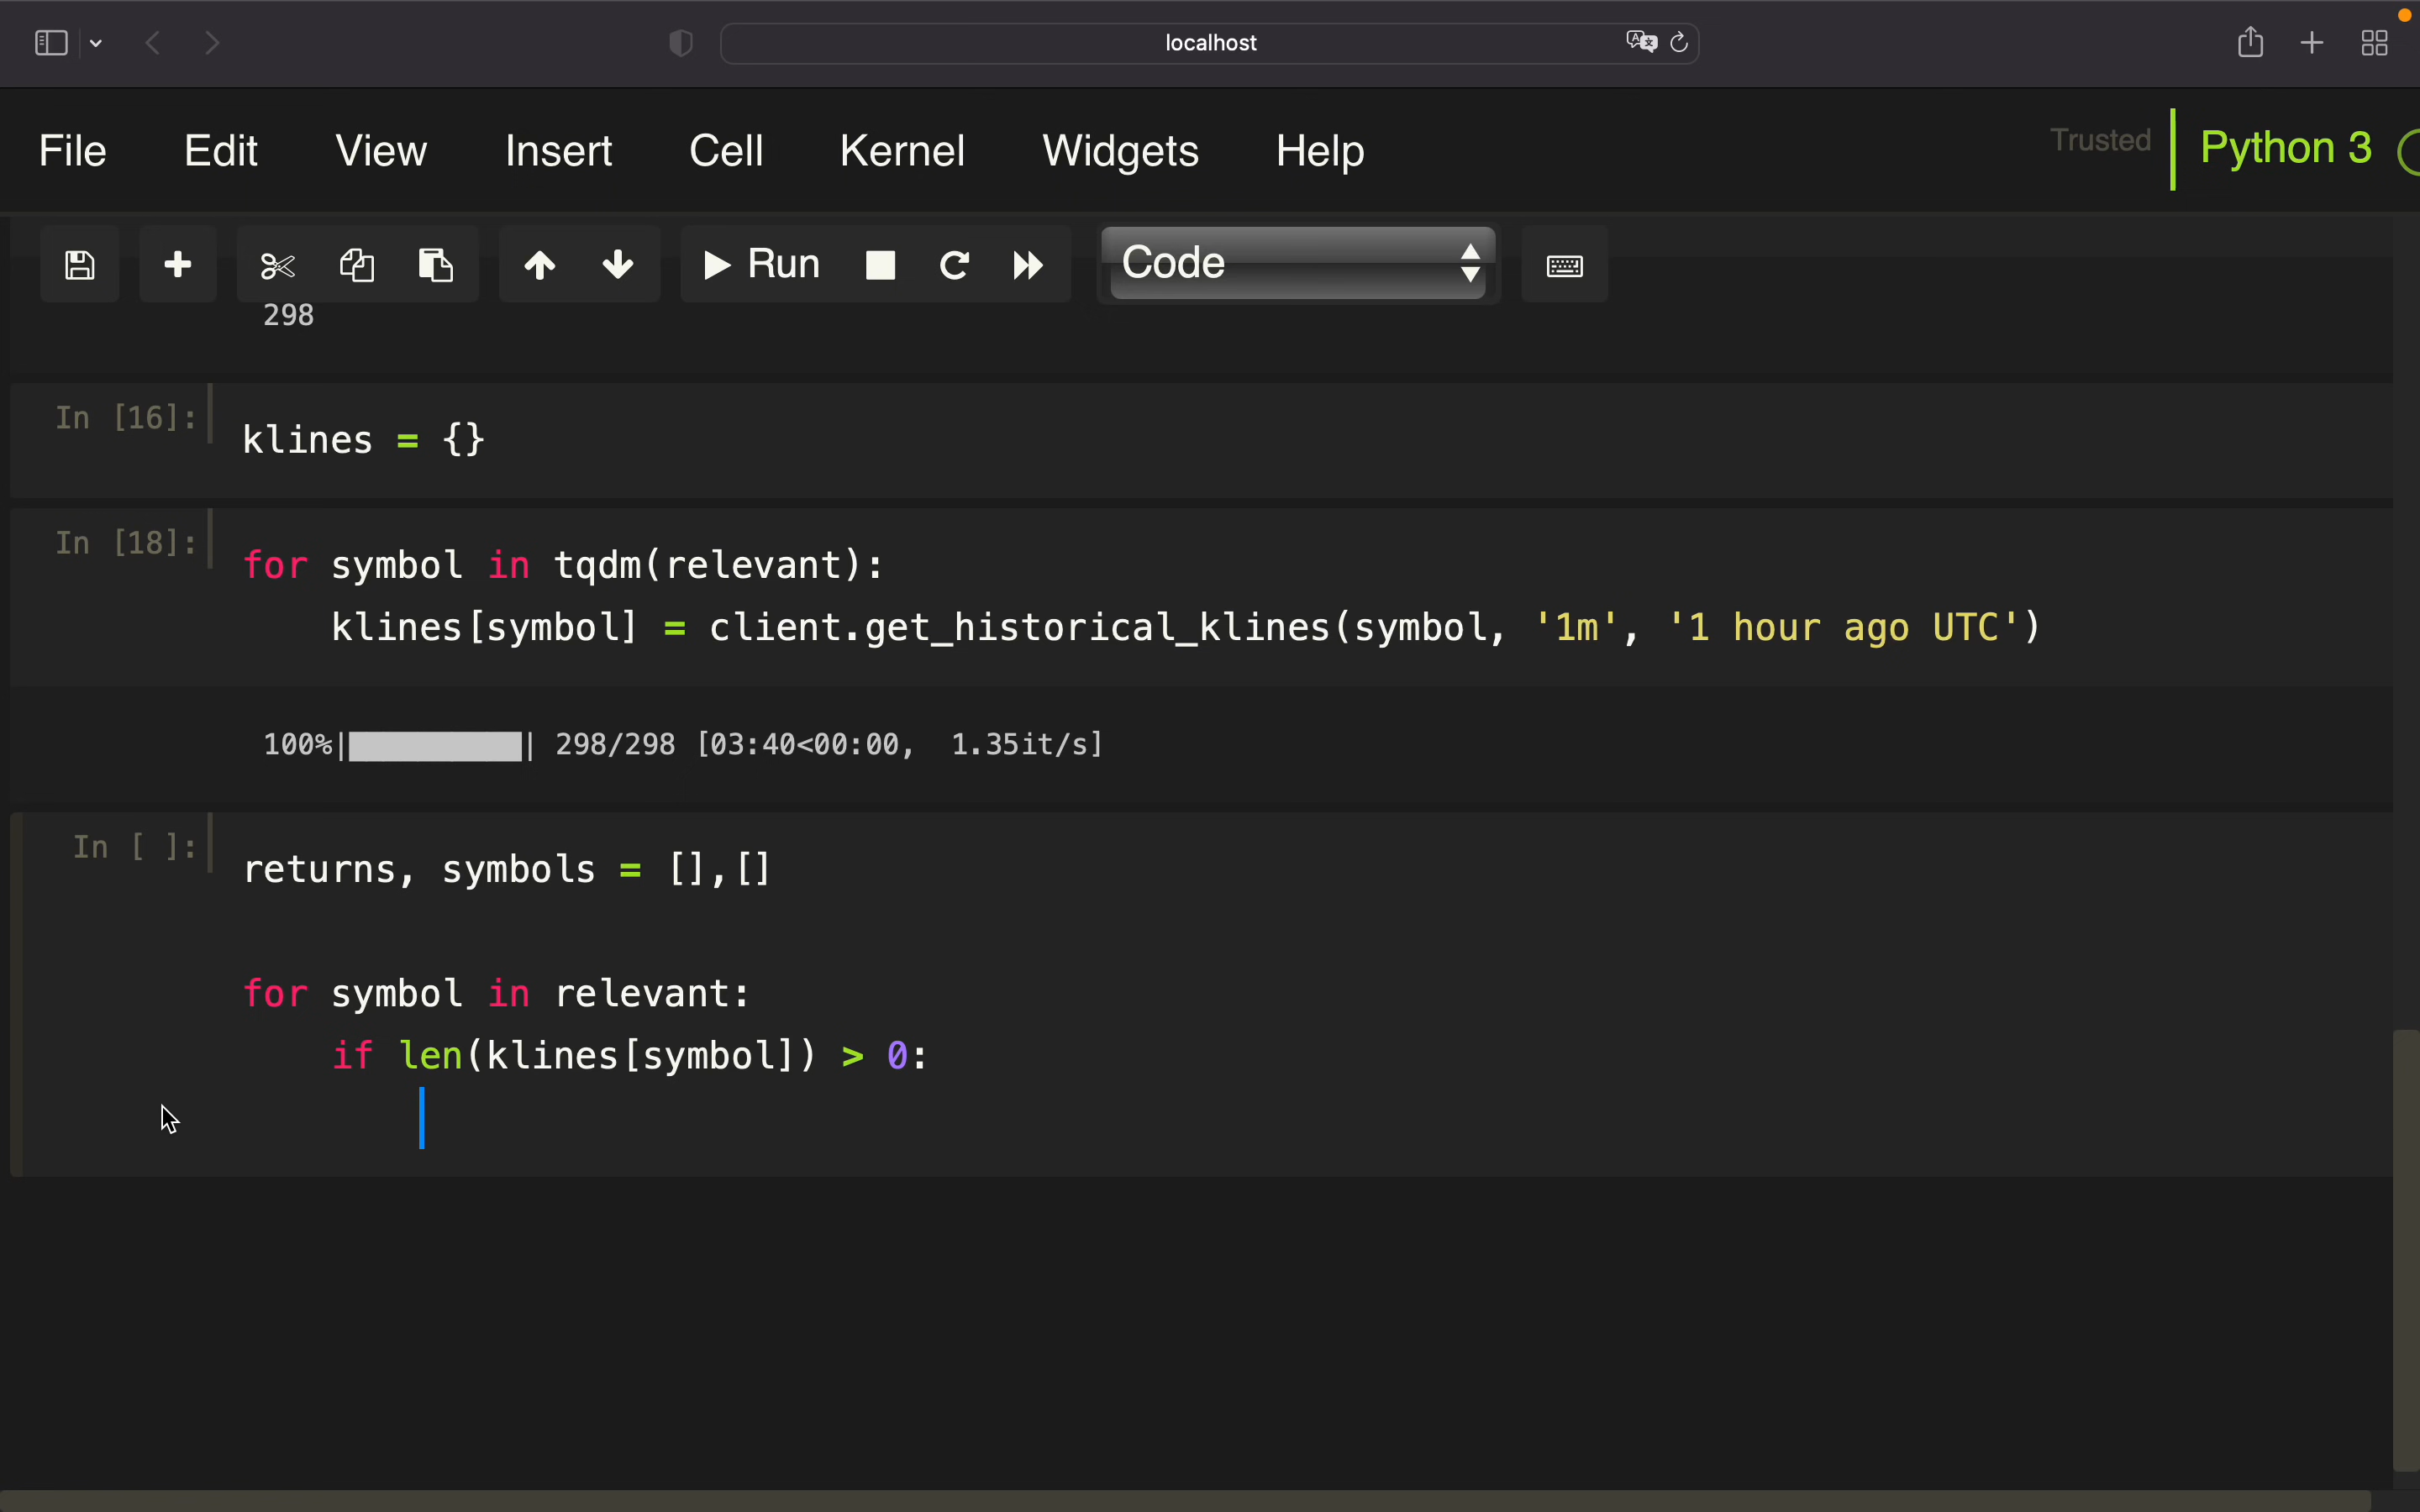 localhost
File Edit View Insert Cell Kernel Widgets Help Trusted Python 3
Run Code
298
In [16]: klines = {}
In [18]: for symbol in tqdm(relevant):
klines[symbol] = client.get_historical_klines(symbol, '1m', '1 hour ago UTC')
100%|██████████| 298/298 [03:40<00:00, 1.35it/s]
In [ ]: returns, symbols = [],[]
for symbol in relevant:
if len(klines[symbol]) > 0: